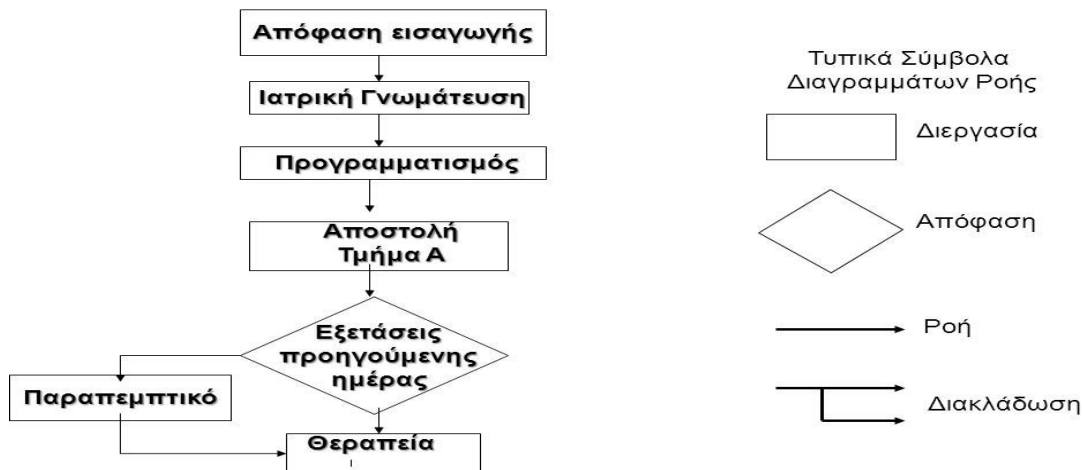 Απόφαση εισαγωγής
Ιατρική Γνωμάτευση
Προγραμματισμός
Αποστολή
Τμήμα Α
Εξετάσεις
προηγούμενης
ημέρας
Παραπεμπτικό
Θεραπεία
Τυπικά Σύμβολα
Διαγραμμάτων Ροής
Διεργασία
Απόφαση
Ροή
Διακλάδωση